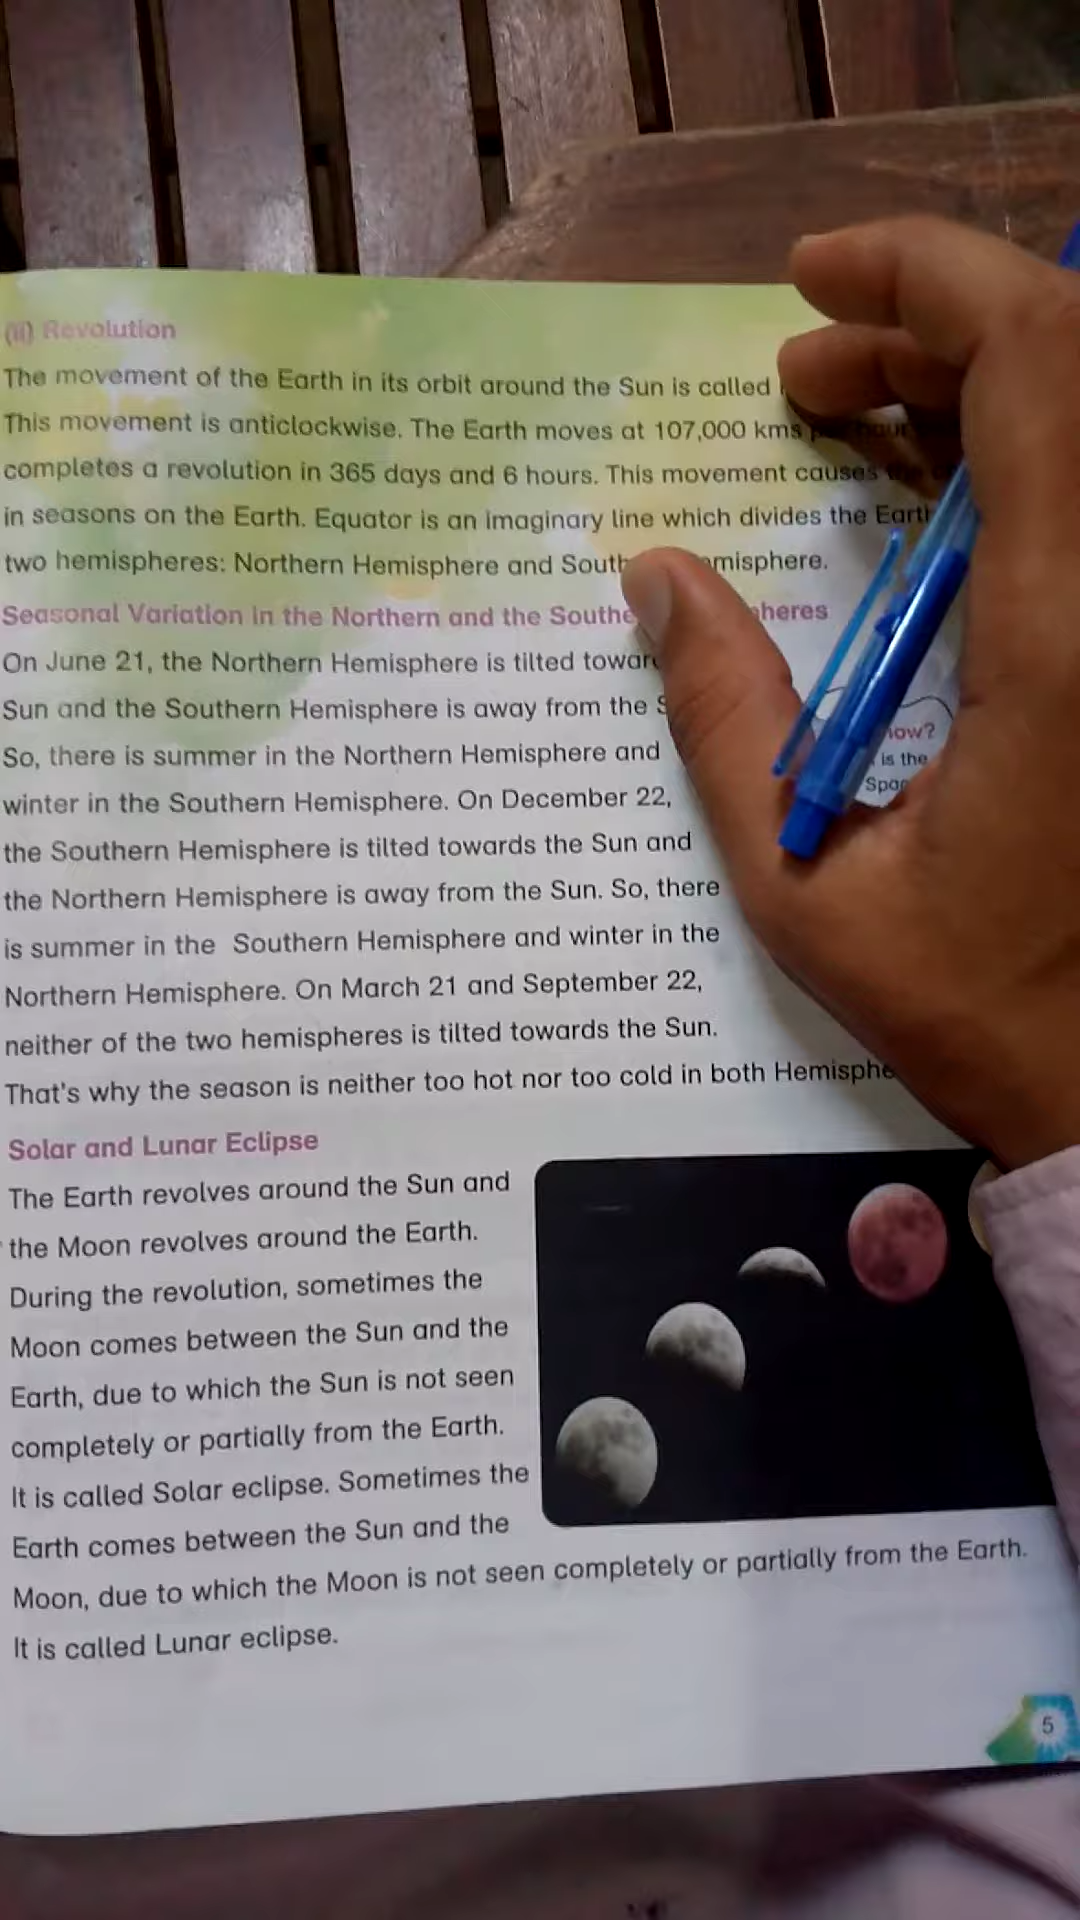 (ii) Revolution
The movement of the Earth in its orbit around the Sun is called
This movement is anticlockwise. The Earth moves at 107,000 kms per hour
completes a revolution in 365 days and 6 hours. This movement causes
in seasons on the Earth. Equator is an imaginary line which divides the
two hemispheres: Northern Hemisphere and
Seasonal Variation in the Northern and the
On June 21, the Northern Hemisphere is tilted
Sun and the Southern Hemisphere is away from the
So, there is summer in the Northern Hemisphere and
winter in the Southern Hemisphere. On December 22,
the Southern Hemisphere is tilted towards the Sun and
the Northern Hemisphere is away from the Sun. So, there
is summer in the Southern Hemisphere and winter in the
Northern Hemisphere. On March 21 and September 22,
neither of the two hemispheres is tilted towards the Sun.
That's why the season is neither too hot nor too cold in both
is the
Solar and Lunar Eclipse
The Earth revolves around the Sun and
the Moon revolves around the Earth.
During the revolution, sometimes the
Moon comes between the Sun and the
Earth, due to which the Sun is not seen
completely or partially from the Earth.
It is called Solar eclipse. Sometimes the
Earth comes between the Sun and the
Moon, due to which the Moon is not seen completely or partially from the Earth.
It is called Lunar eclipse.
5